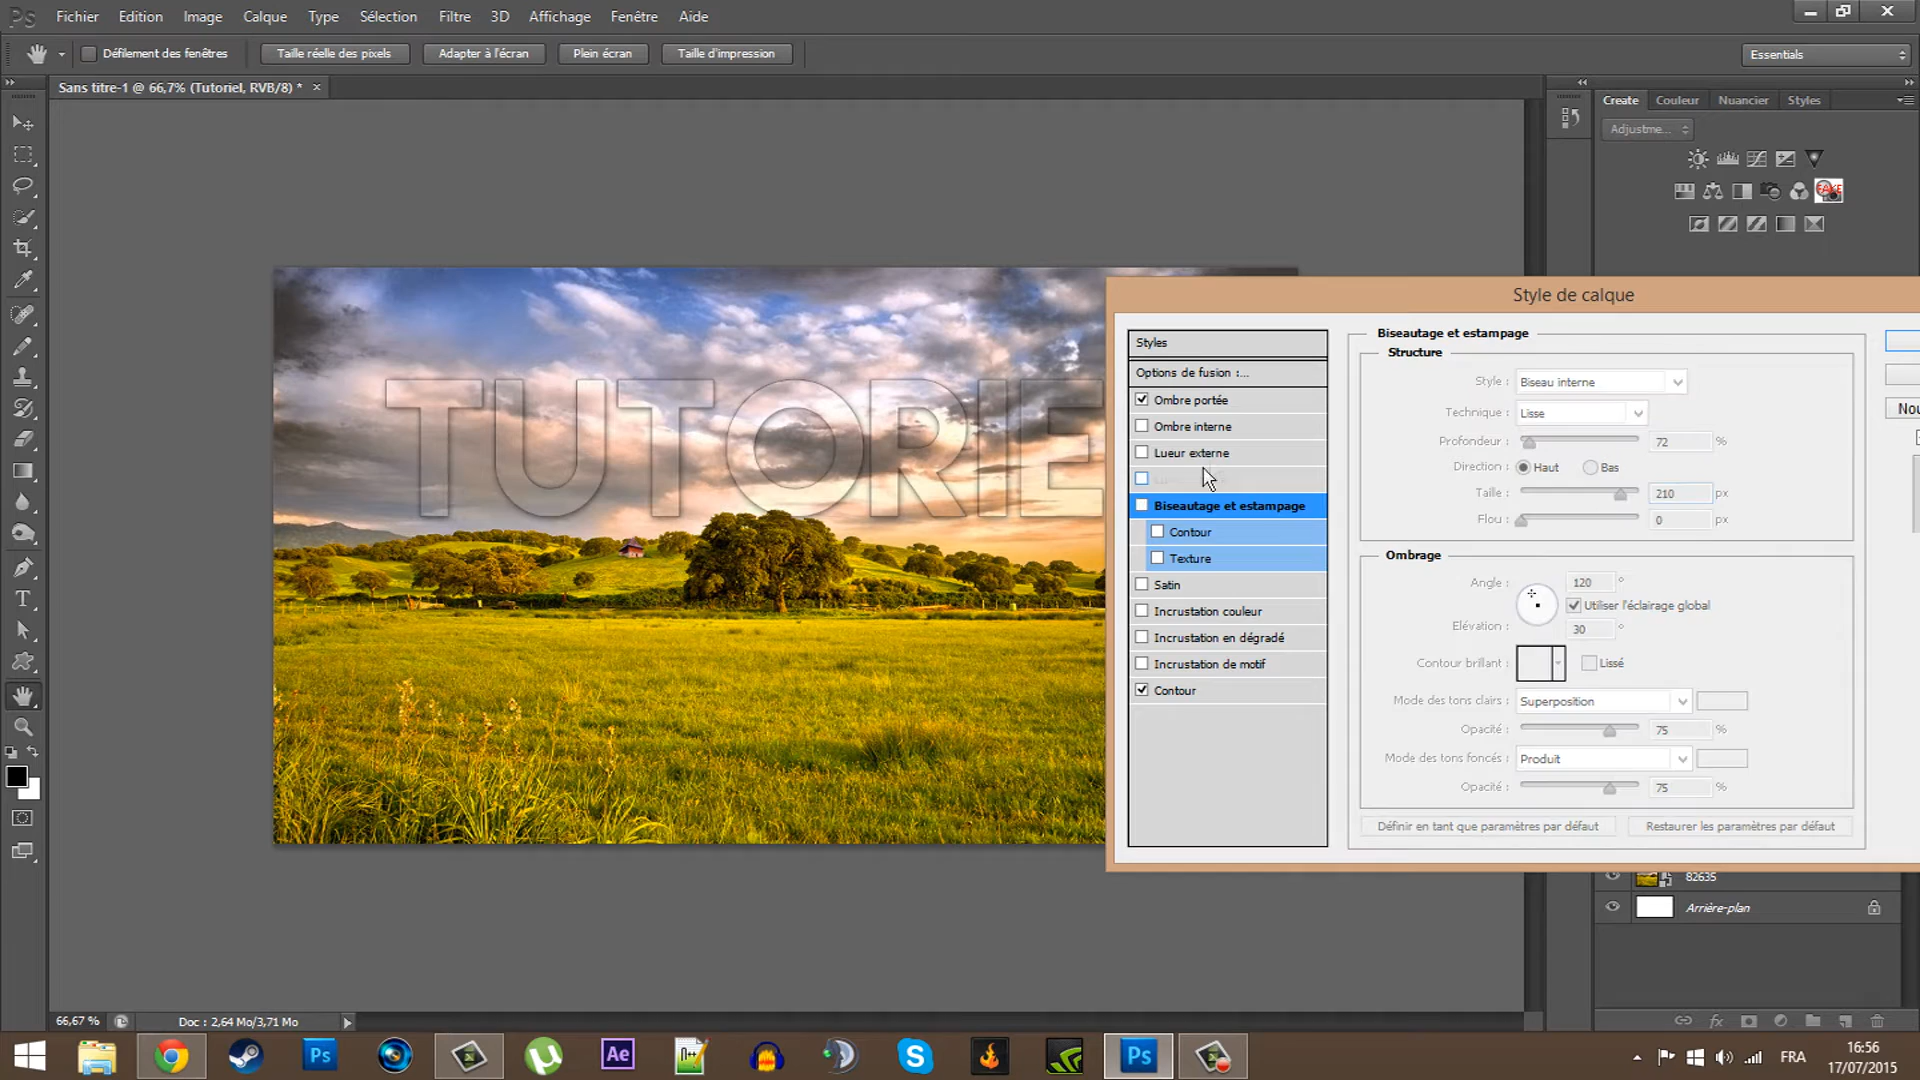 Ps Fichier Edition Image Calque Type Sélection Filtre 3D Affichage Fenêtre Aide
Défilement des fenêtres Taille réelle des pixels Adapter à l'écran Plein écran Taille d'impression Essentials
Sans titre-1 @ 66,7% (Tutoriel, RVB/8) * ×
Create Couleur Nuancier Styles
Adjustme...
FAKE
TUTORIE
Style de calque
Styles
Options de fusion :...
Ombre portée
Ombre interne
Lueur externe
Biseautage et estampage
Contour
Texture
Satin
Incrustation couleur
Incrustation en dégradé
Incrustation de motif
Contour
Biseautage et estampage
Structure
Style : Biseau interne
Technique : Lisse
Profondeur : 72 %
Direction : Haut Bas
Taille : 210 px
Flou : 0 px
Ombrage
Angle : 120 °
Utiliser l'éclairage global
Elévation : 30 °
Contour brillant : Lissé
Mode des tons clairs : Superposition
Opacité : 75 %
Mode des tons foncés : Produit
Opacité : 75 %
Définir en tant que paramètres par défaut Restaurer les paramètres par défaut
Nou
82635
Arrière-plan
fx
66,67 % Doc : 2,64 Mo/3,71 Mo
Ps Ae n++ S Ps
FRA
16:56
17/07/2015